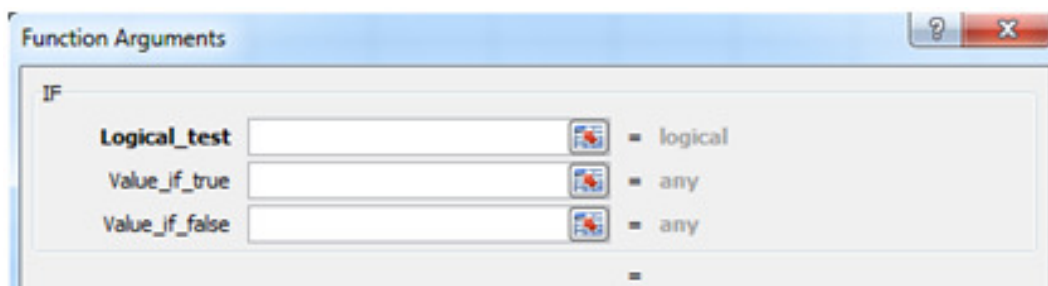 Function Arguments
IF
Logical_test = logical
Value_if_true = any
Value_if_false = any
=